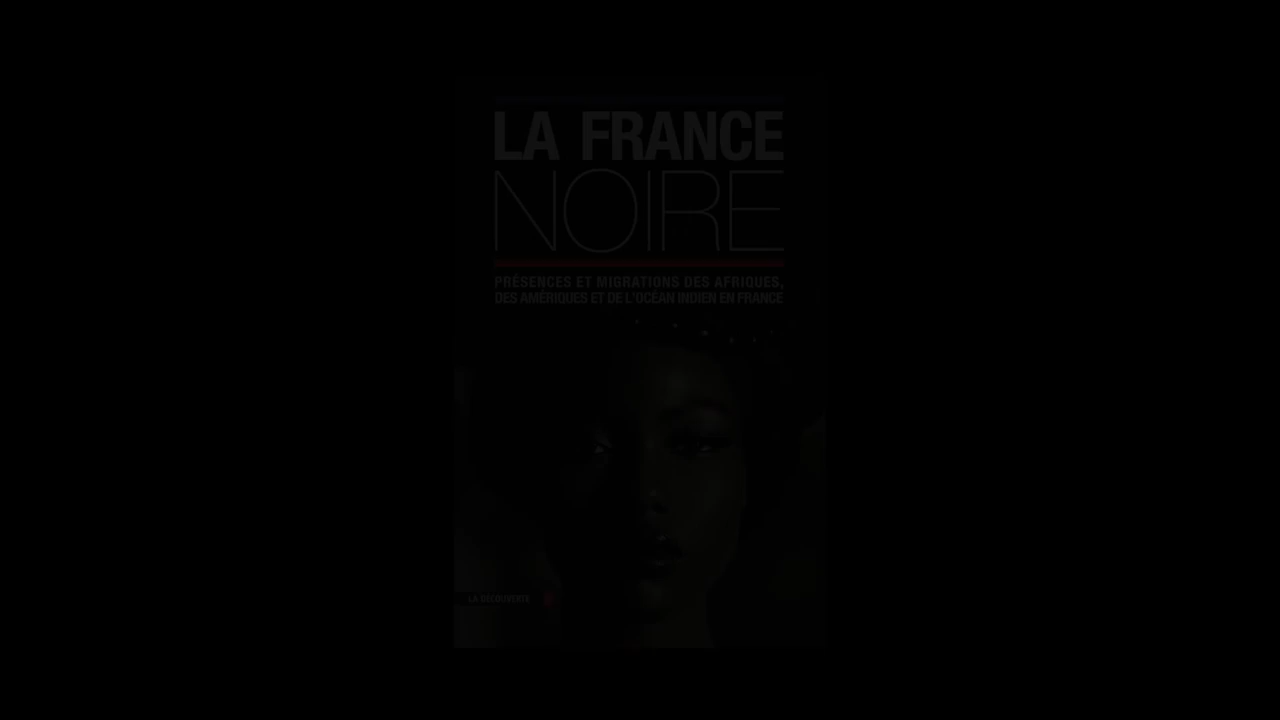 LA FRANCE
NOIRE
PRÉSENCES ET MIGRATIONS DES AFRIQUES,
DES AMÉRIQUES ET DE L'OCÉAN INDIEN EN FRANCE
LA DÉCOUVERTE